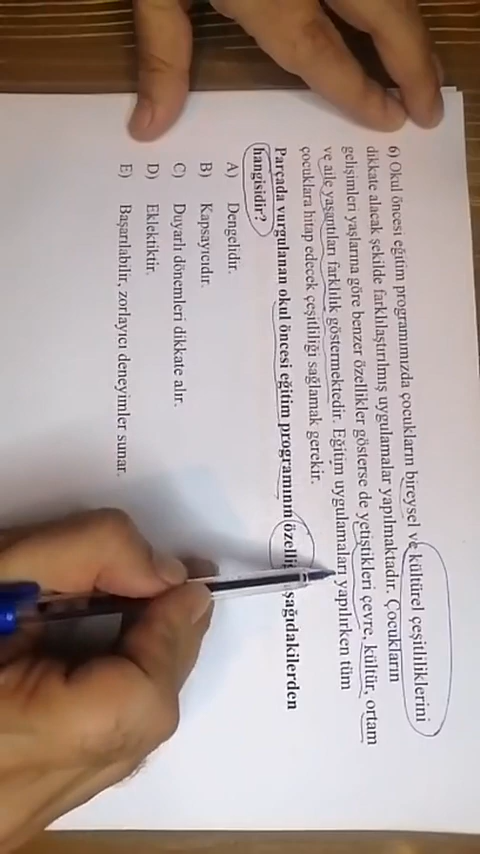 6) Okul öncesi eğitim programımızda çocukların bireysel ve kültürel çeşitliliklerini
dikkate alacak şekilde farklılaştırılmış uygulamalar yapılmaktadır. Çocukların
gelişimleri yaşlarına göre benzer özellikler gösterse de yetiştikleri çevre, kültür, ortam
ve aile yaşantıları farklılık göstermektedir. Eğitim uygulamaları yapılırken tüm
çocuklara hitap edecek çeşitliliği sağlamak gerekir.
Parçada vurgulanan okul öncesi eğitim programının aşağıdakilerden
hangisidir?
A) Dengelidir.
B) Kapsayıcıdır.
C) Duyarlı dönemleri dikkate alır.
D) Eklektiktir.
E) Başarılabilir, zorlayıcı deneyimler sunar.